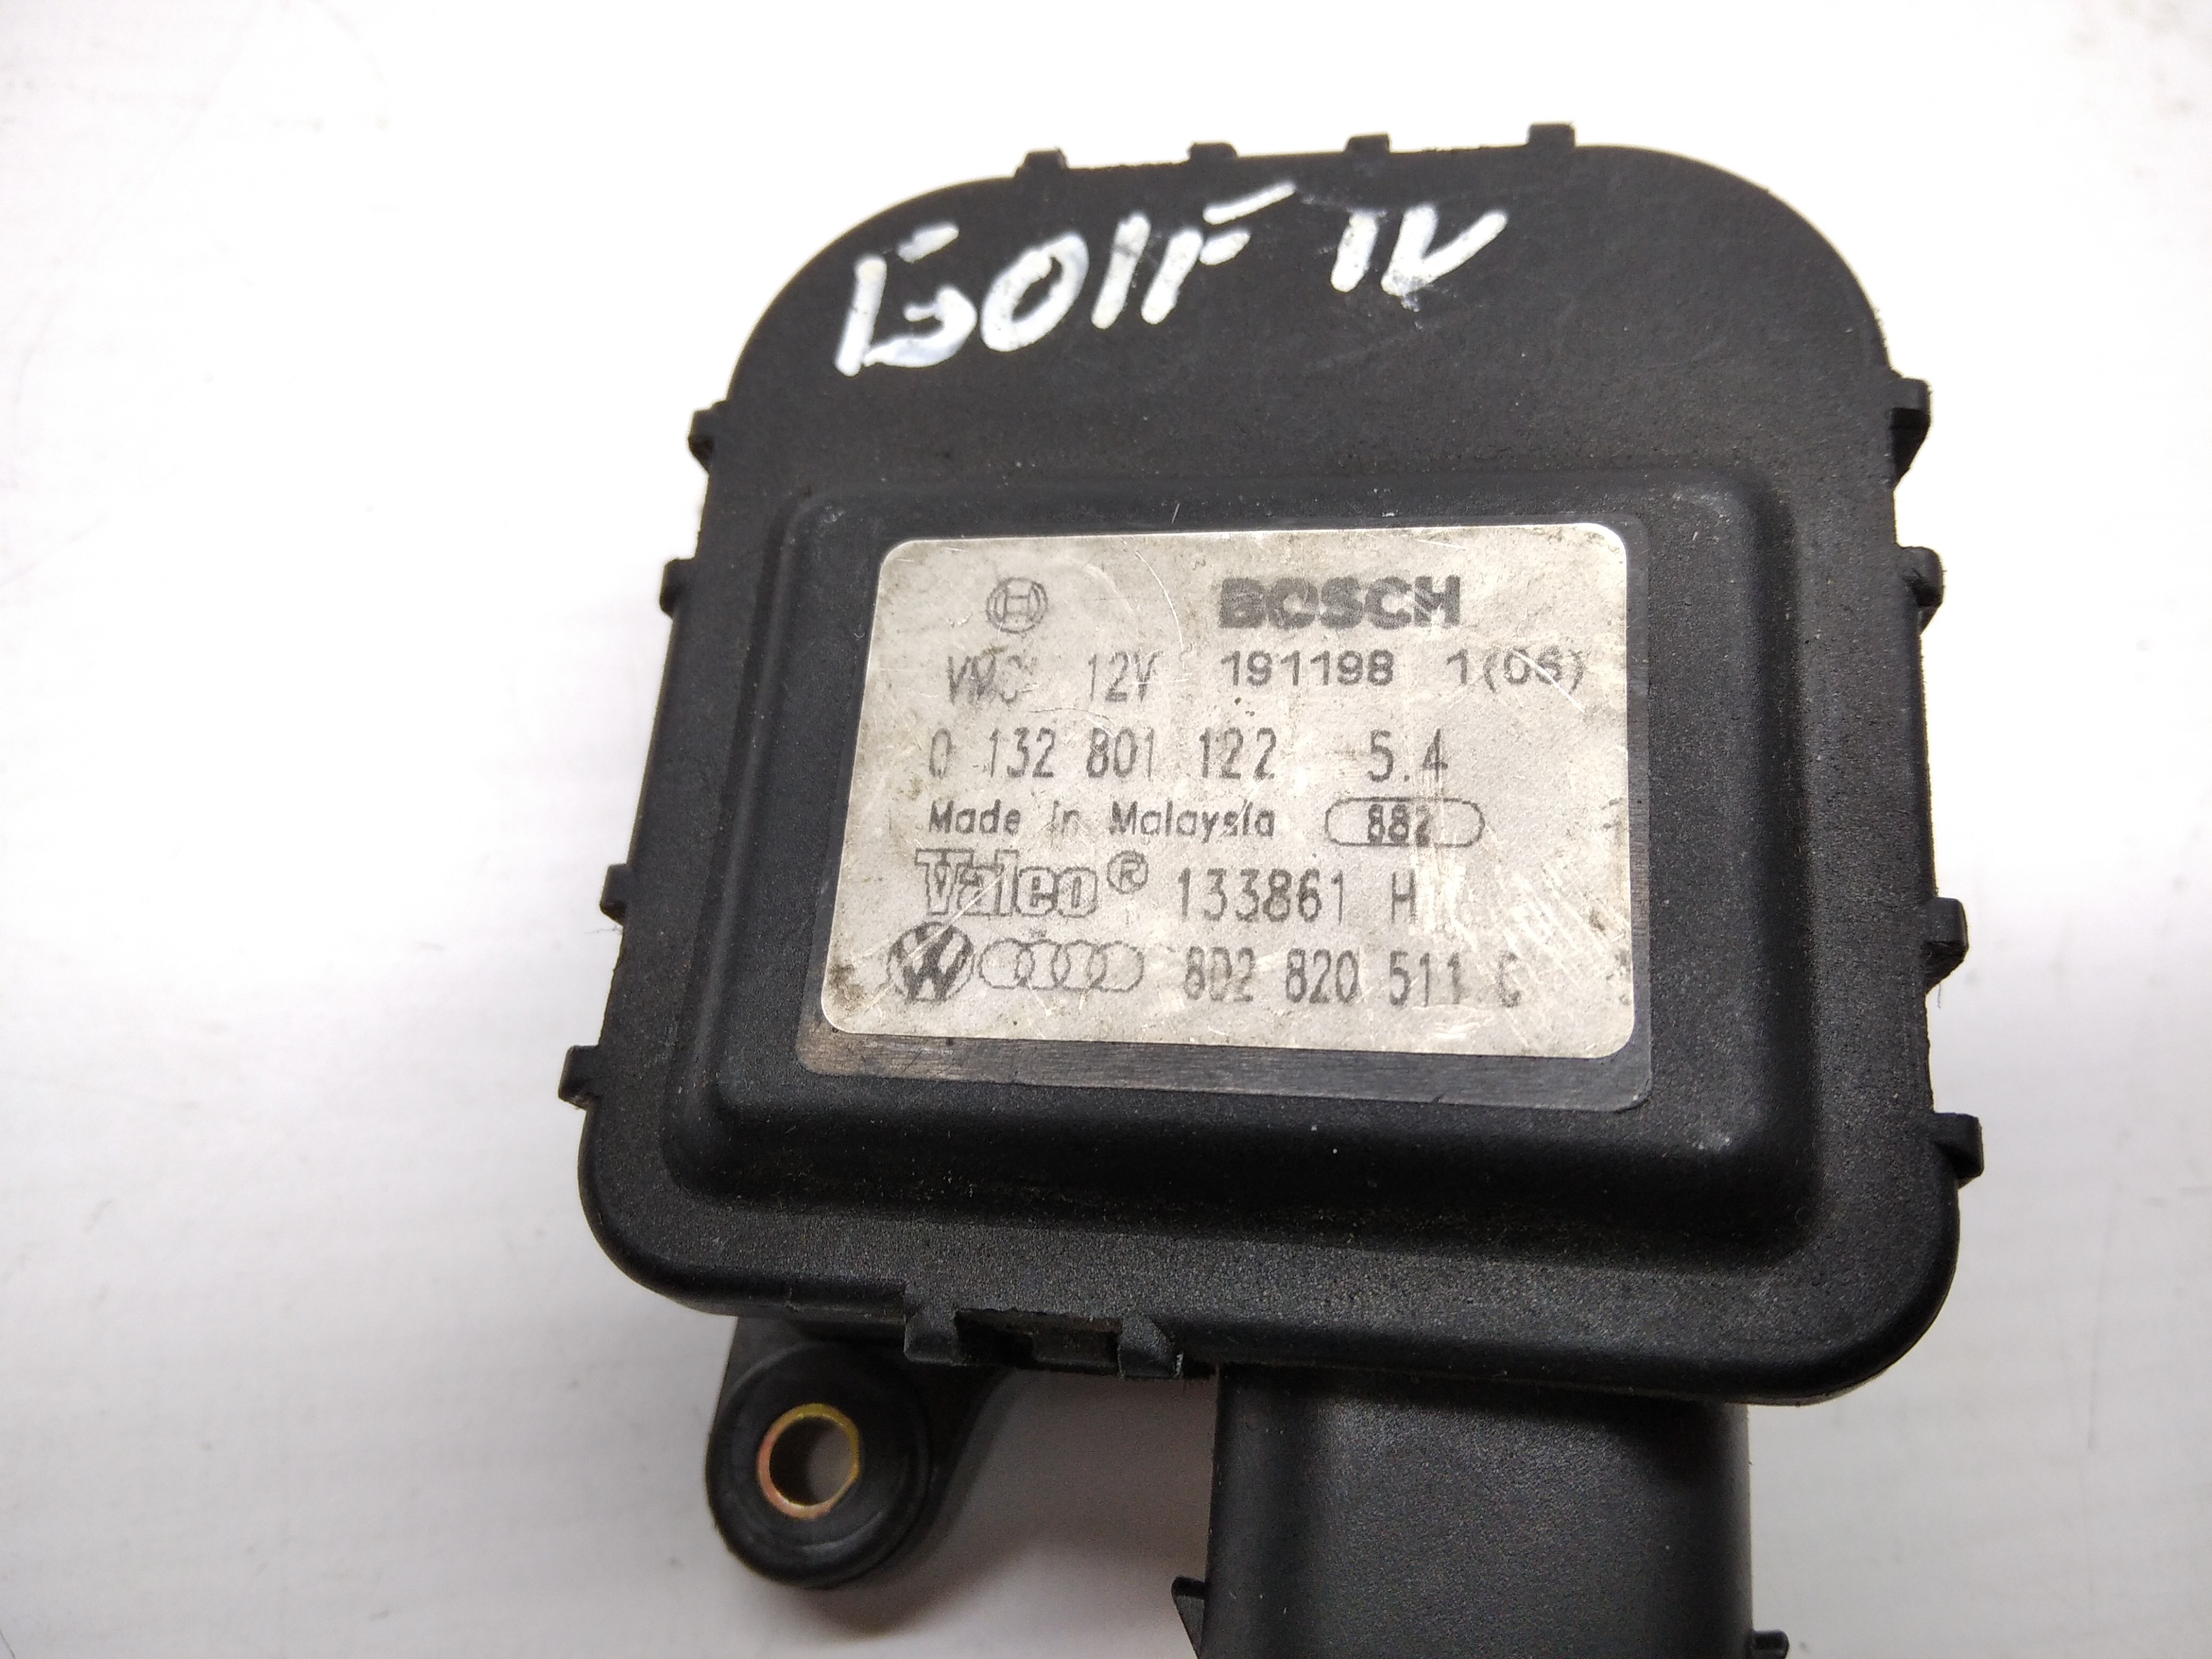 GOlF IV
BOSCH
12V 191198 1(06)
0 132 801 122 5.4
Made in Malaysia 882
Valeo® 133861 H
8D2 820 511 C